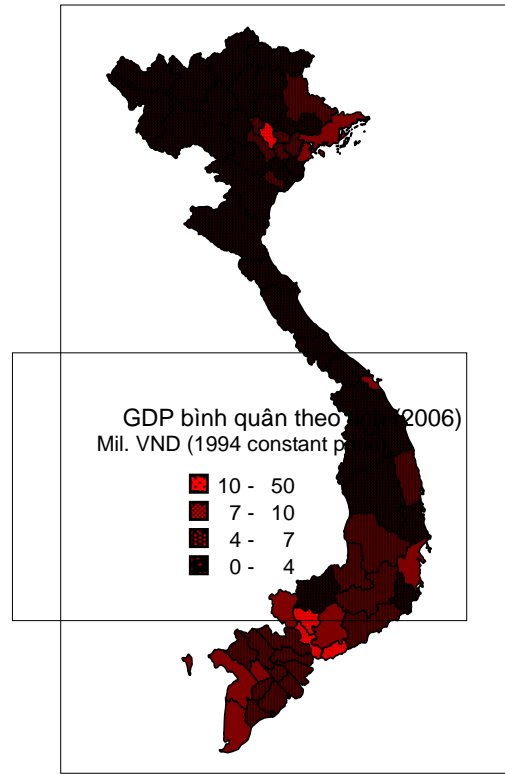 GDP bình quân theo (2006)
Mil. VND (1994 constant
10 - 50
7 - 10
4 - 7
0 - 4